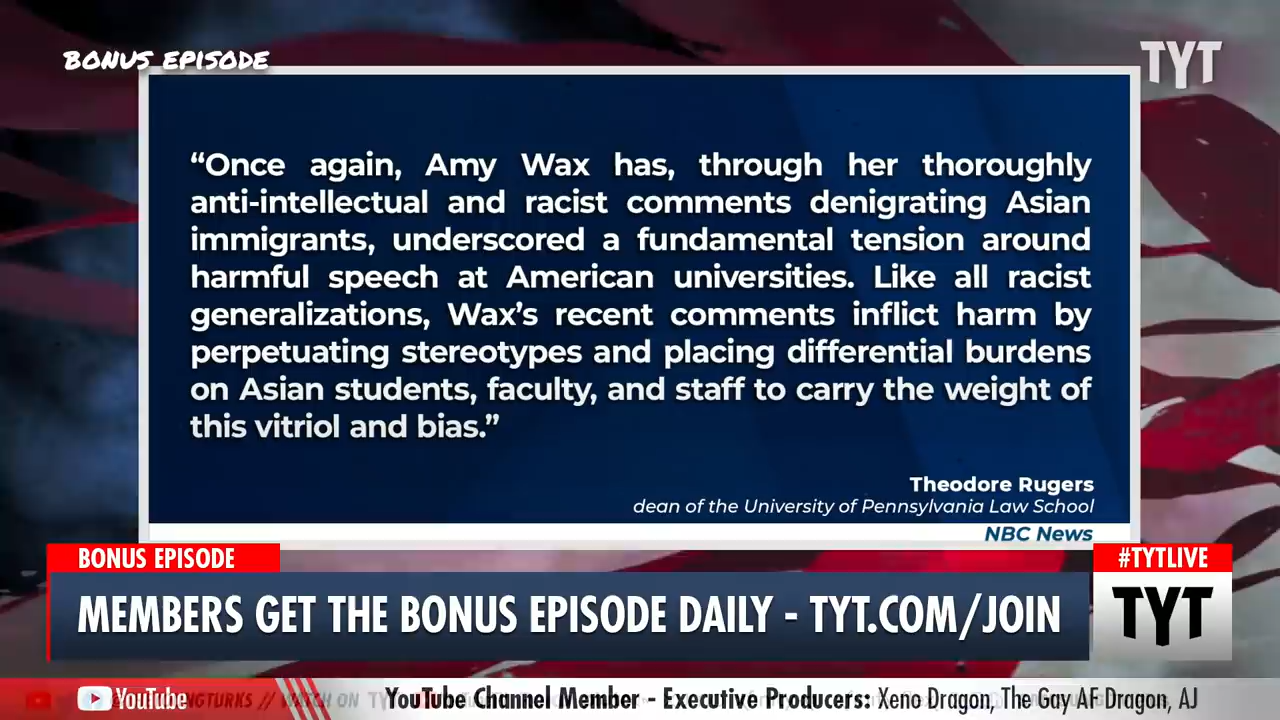 BONUS EPISODE
TYT
“Once again, Amy Wax has, through her thoroughly
anti-intellectual and racist comments denigrating Asian
immigrants, underscored a fundamental tension around
harmful speech at American universities. Like all racist
generalizations, Wax’s recent comments inflict harm by
perpetuating stereotypes and placing differential burdens
on Asian students, faculty, and staff to carry the weight of
this vitriol and bias.”
Theodore Rugers
dean of the University of Pennsylvania Law School
NBC News
BONUS EPISODE
#TYTLIVE
MEMBERS GET THE BONUS EPISODE DAILY - TYT.COM/JOIN
TYT
YouTube
NGTURKS // WATCH ON TY
YouTube Channel Member - Executive Producers: Xeno Dragon, The Gay AF Dragon, AJ